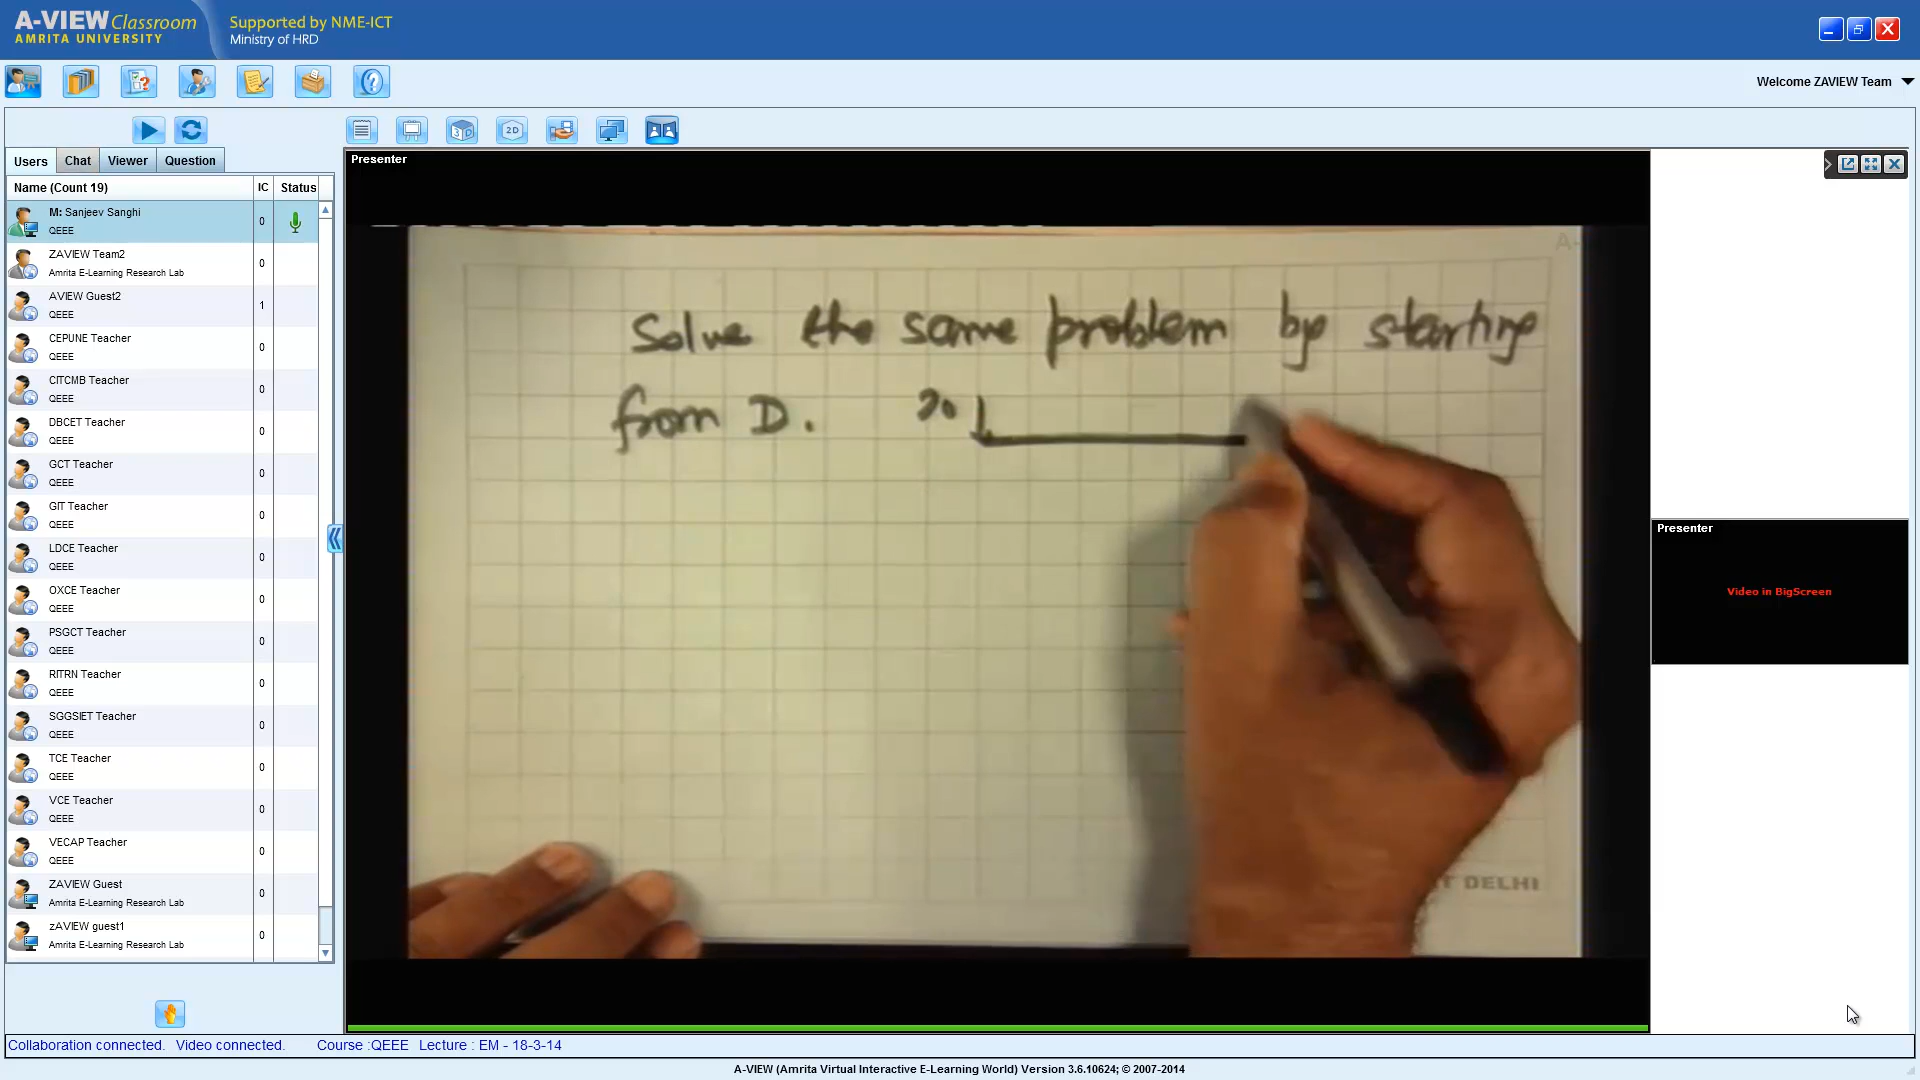 A-VIEW Classroom
AMRITA UNIVERSITY
Supported by NME-ICT
Ministry of HRD
Welcome ZAVIEW Team
3D
2D
Users Chat Viewer Question
Name (Count 19) IC Status
M: Sanjeev Sanghi
QEEE
0
ZAVIEW Team2
Amrita E-Learning Research Lab
0
AVIEW Guest2
QEEE
1
CEPUNE Teacher
QEEE
0
CITCMB Teacher
QEEE
0
DBCET Teacher
QEEE
0
GCT Teacher
QEEE
0
GIT Teacher
QEEE
0
LDCE Teacher
QEEE
0
OXCE Teacher
QEEE
0
PSGCT Teacher
QEEE
0
RITRN Teacher
QEEE
0
SGGSIET Teacher
QEEE
0
TCE Teacher
QEEE
0
VCE Teacher
QEEE
0
VECAP Teacher
QEEE
0
ZAVIEW Guest
Amrita E-Learning Research Lab
0
zAVIEW guest1
Amrita E-Learning Research Lab
0
Presenter
Solve the same problem by starting
from D. 20
DELHI
Presenter
Video in BigScreen
Collaboration connected. Video connected. Course :QEEE Lecture : EM - 18-3-14
A-VIEW (Amrita Virtual Interactive E-Learning World) Version 3.6.10624; © 2007-2014